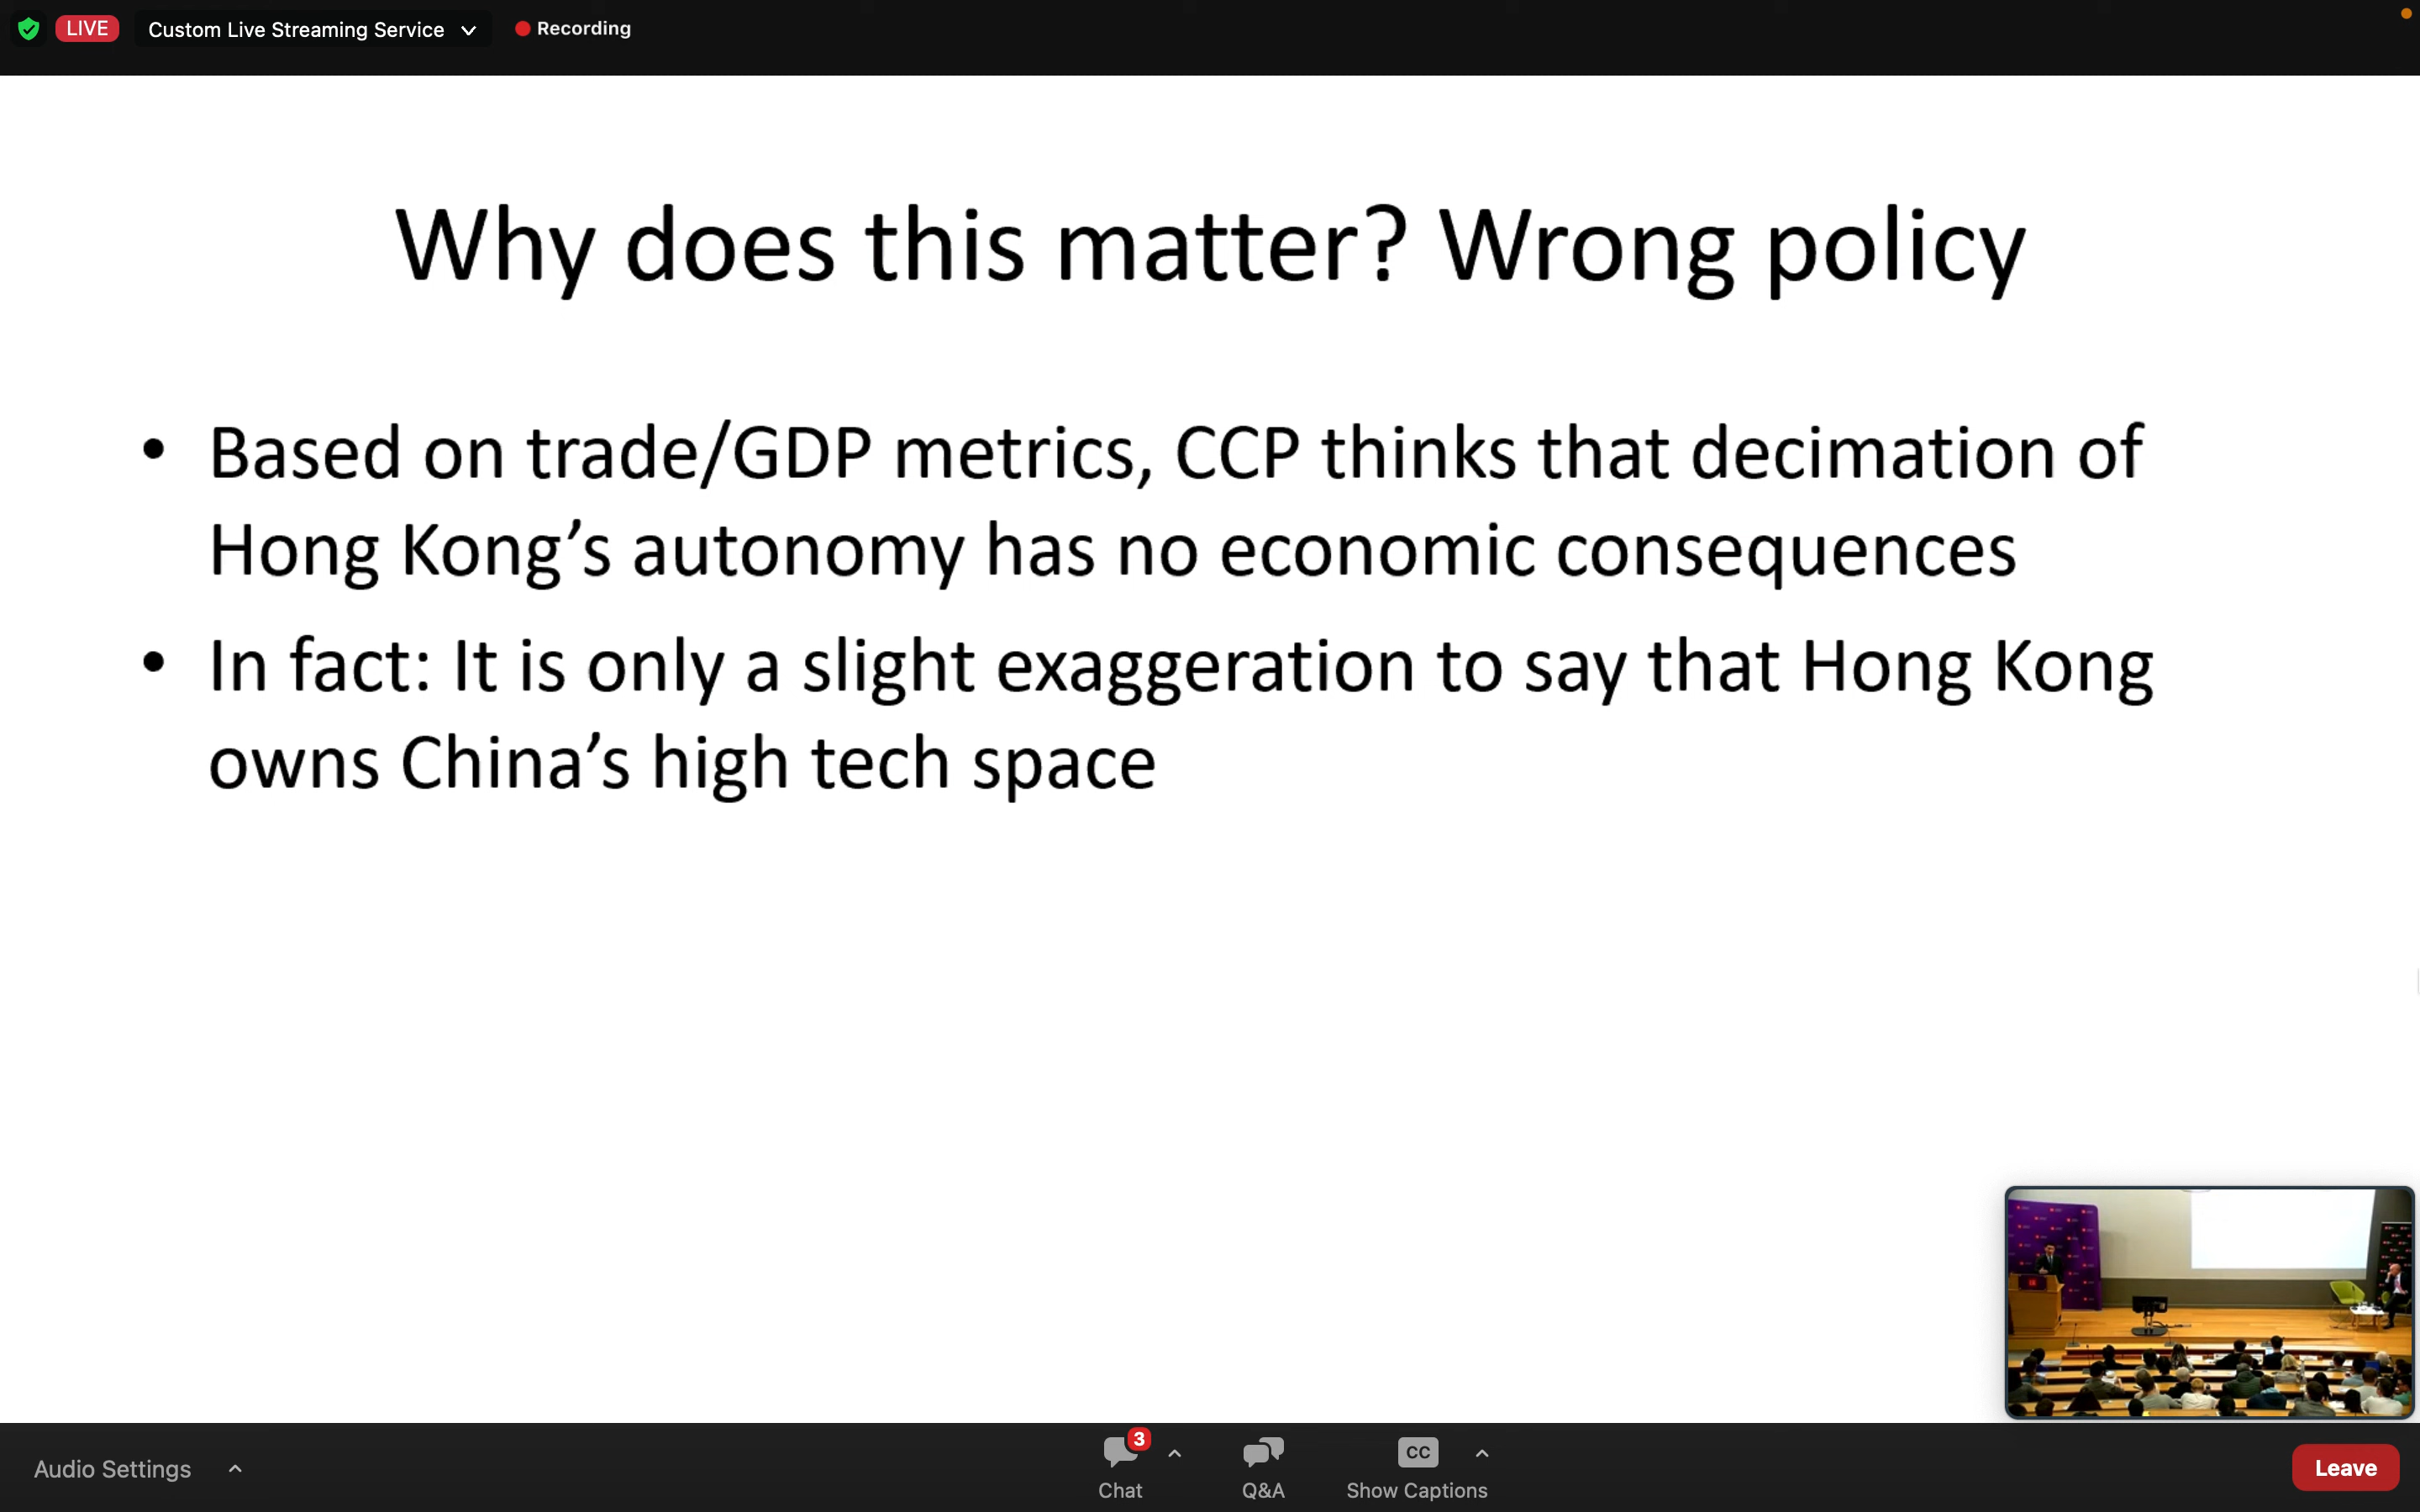 LIVE Custom Live Streaming Service Recording
Why does this matter? Wrong policy
• Based on trade/GDP metrics, CCP thinks that decimation of
Hong Kong’s autonomy has no economic consequences
• In fact: It is only a slight exaggeration to say that Hong Kong
owns China’s high tech space
Audio Settings
3
CC
Chat Q&A Show Captions
Leave